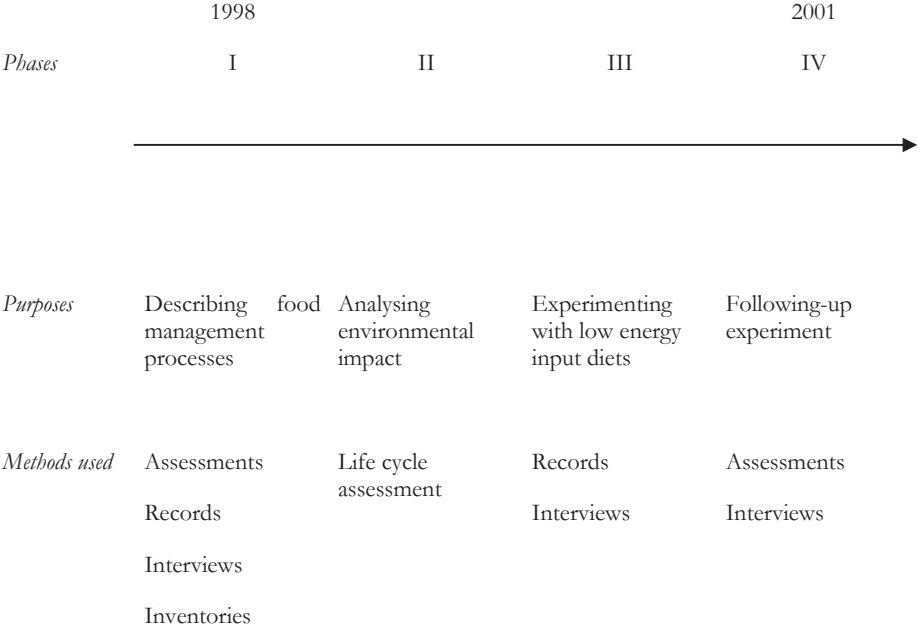 1998 2001
Phases I II III IV
Purposes Describing food Analysing Experimenting Following-up
management environmental with low energy experiment
processes impact input diets
Methods used Assessments Life cycle Records Assessments
assessment
Records Interviews Interviews
Interviews
Inventories